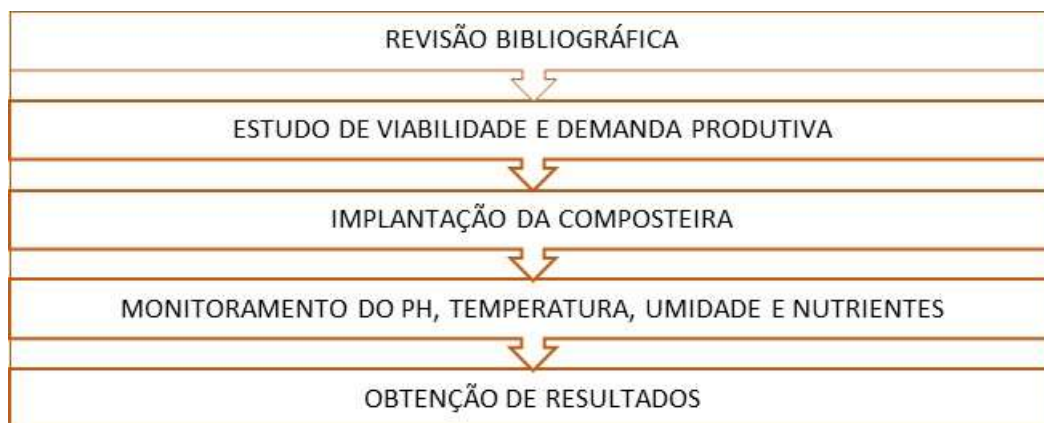 REVISÃO BIBLIOGRÁFICA
ESTUDO DE VIABILIDADE E DEMANDA PRODUTIVA
IMPLANTAÇÃO DA COMPOSTEIRA
MONITORAMENTO DO PH, TEMPERATURA, UMIDADE E NUTRIENTES
OBTENÇÃO DE RESULTADOS